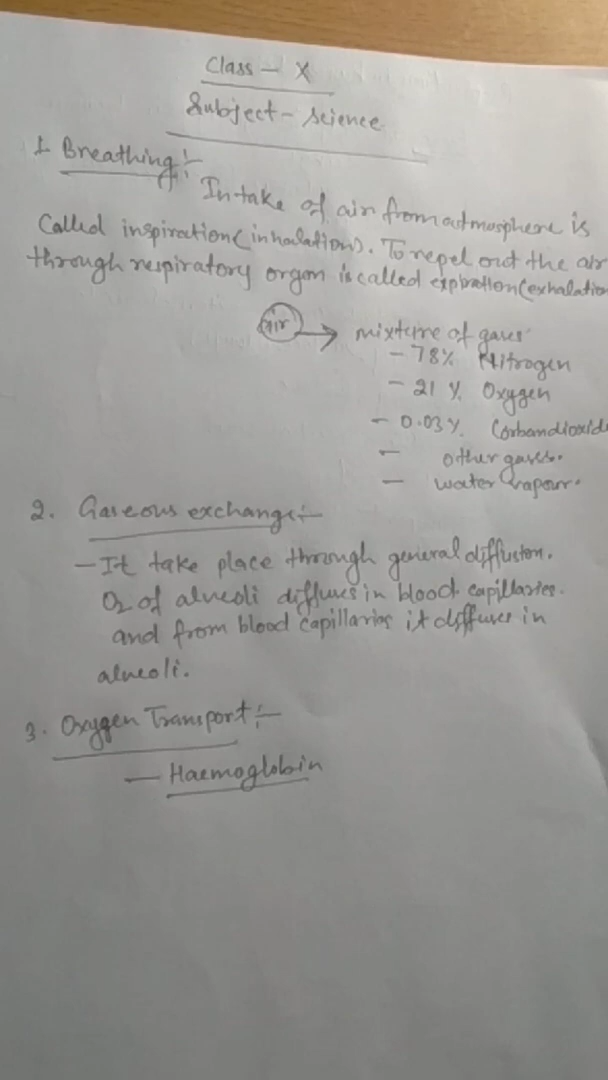 Class - X
Subject - Science
1. Breathing :-
Intake of air from atmosphere is
Called inspiration (inhalation). To repel out the air
through respiratory organ is called expiration (exhalation
air → mixture of gases
- 78% Nitrogen
- 21 % Oxygen
- 0.03% Carbandioxid
- other gases.
- water vapour.
2. Gaseous exchange :-
- It take place through general diffusion.
O2 of alveoli diffuses in blood capillaries.
and from blood capillaries it diffuses in
alveoli.
3. Oxygen Transport :-
- Haemoglobin